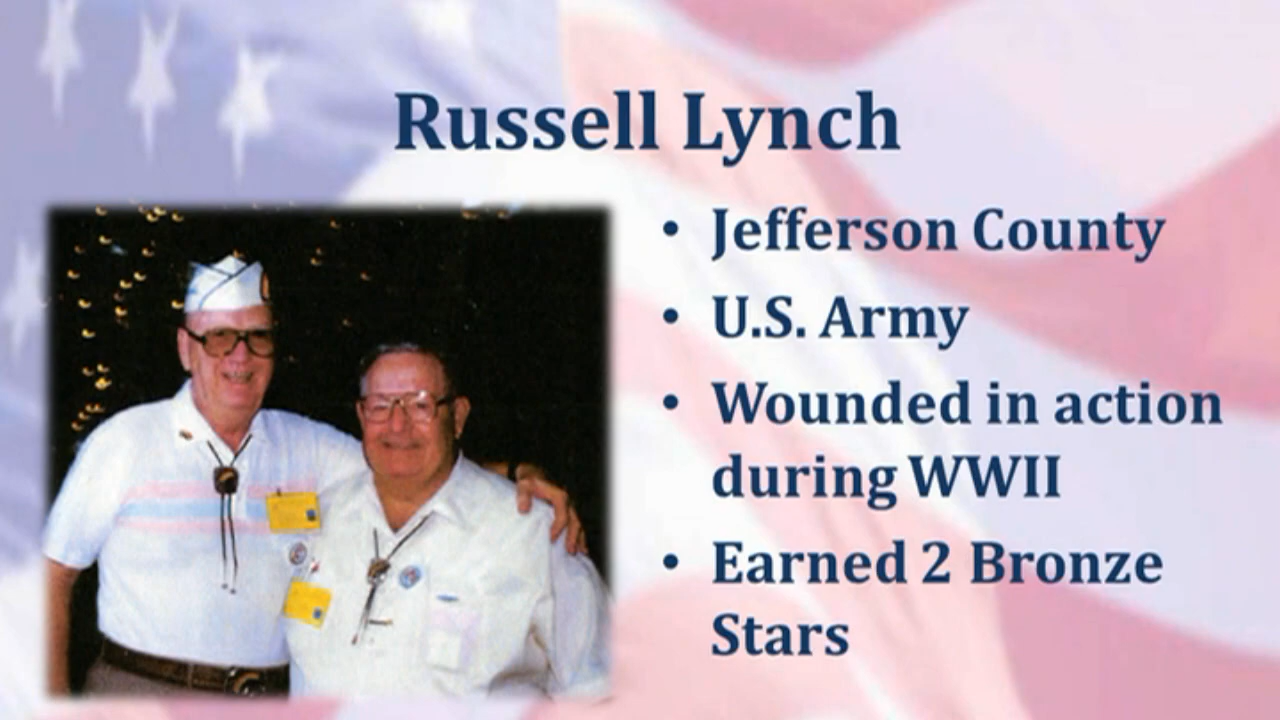 Russell Lynch
• Jefferson County
• U.S. Army
• Wounded in action
during WWII
• Earned 2 Bronze
Stars